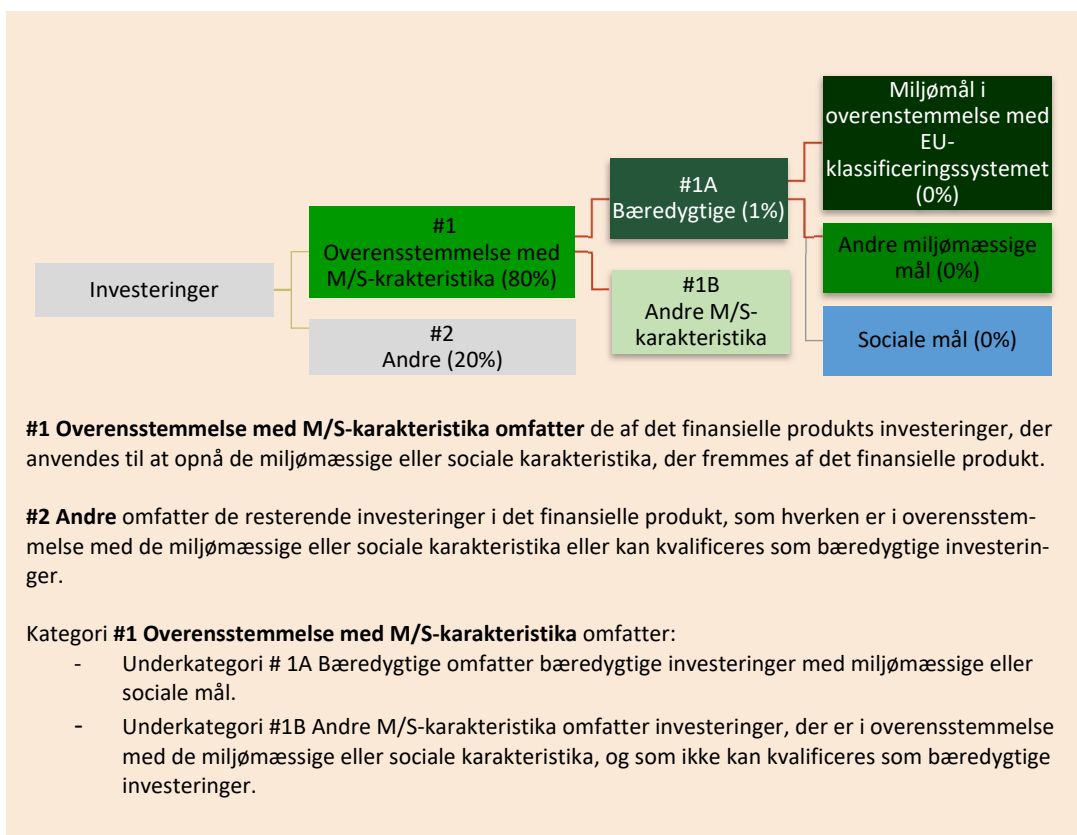 Investeringer
#1
Overensstemmelse med
M/S-krakteristika (80%)
#2
Andre (20%)
#1A
Bæredygtige (1%)
#1B
Andre M/S-
karakteristika
Miljømål i
overenstemmelse med
EU-
klassificeringssystemet
(0%)
Andre miljømæssige
mål (0%)
Sociale mål (0%)
#1 Overensstemmelse med M/S-karakteristika omfatter de af det finansielle produkts investeringer, der
anvendes til at opnå de miljømæssige eller sociale karakteristika, der fremmes af det finansielle produkt.
#2 Andre omfatter de resterende investeringer i det finansielle produkt, som hverken er i overensstem-
melse med de miljømæssige eller sociale karakteristika eller kan kvalificeres som bæredygtige investerin-
ger.
Kategori #1 Overensstemmelse med M/S-karakteristika omfatter:
- Underkategori # 1A Bæredygtige omfatter bæredygtige investeringer med miljømæssige eller
sociale mål.
- Underkategori #1B Andre M/S-karakteristika omfatter investeringer, der er i overensstemmelse
med de miljømæssige eller sociale karakteristika, og som ikke kan kvalificeres som bæredygtige
investeringer.